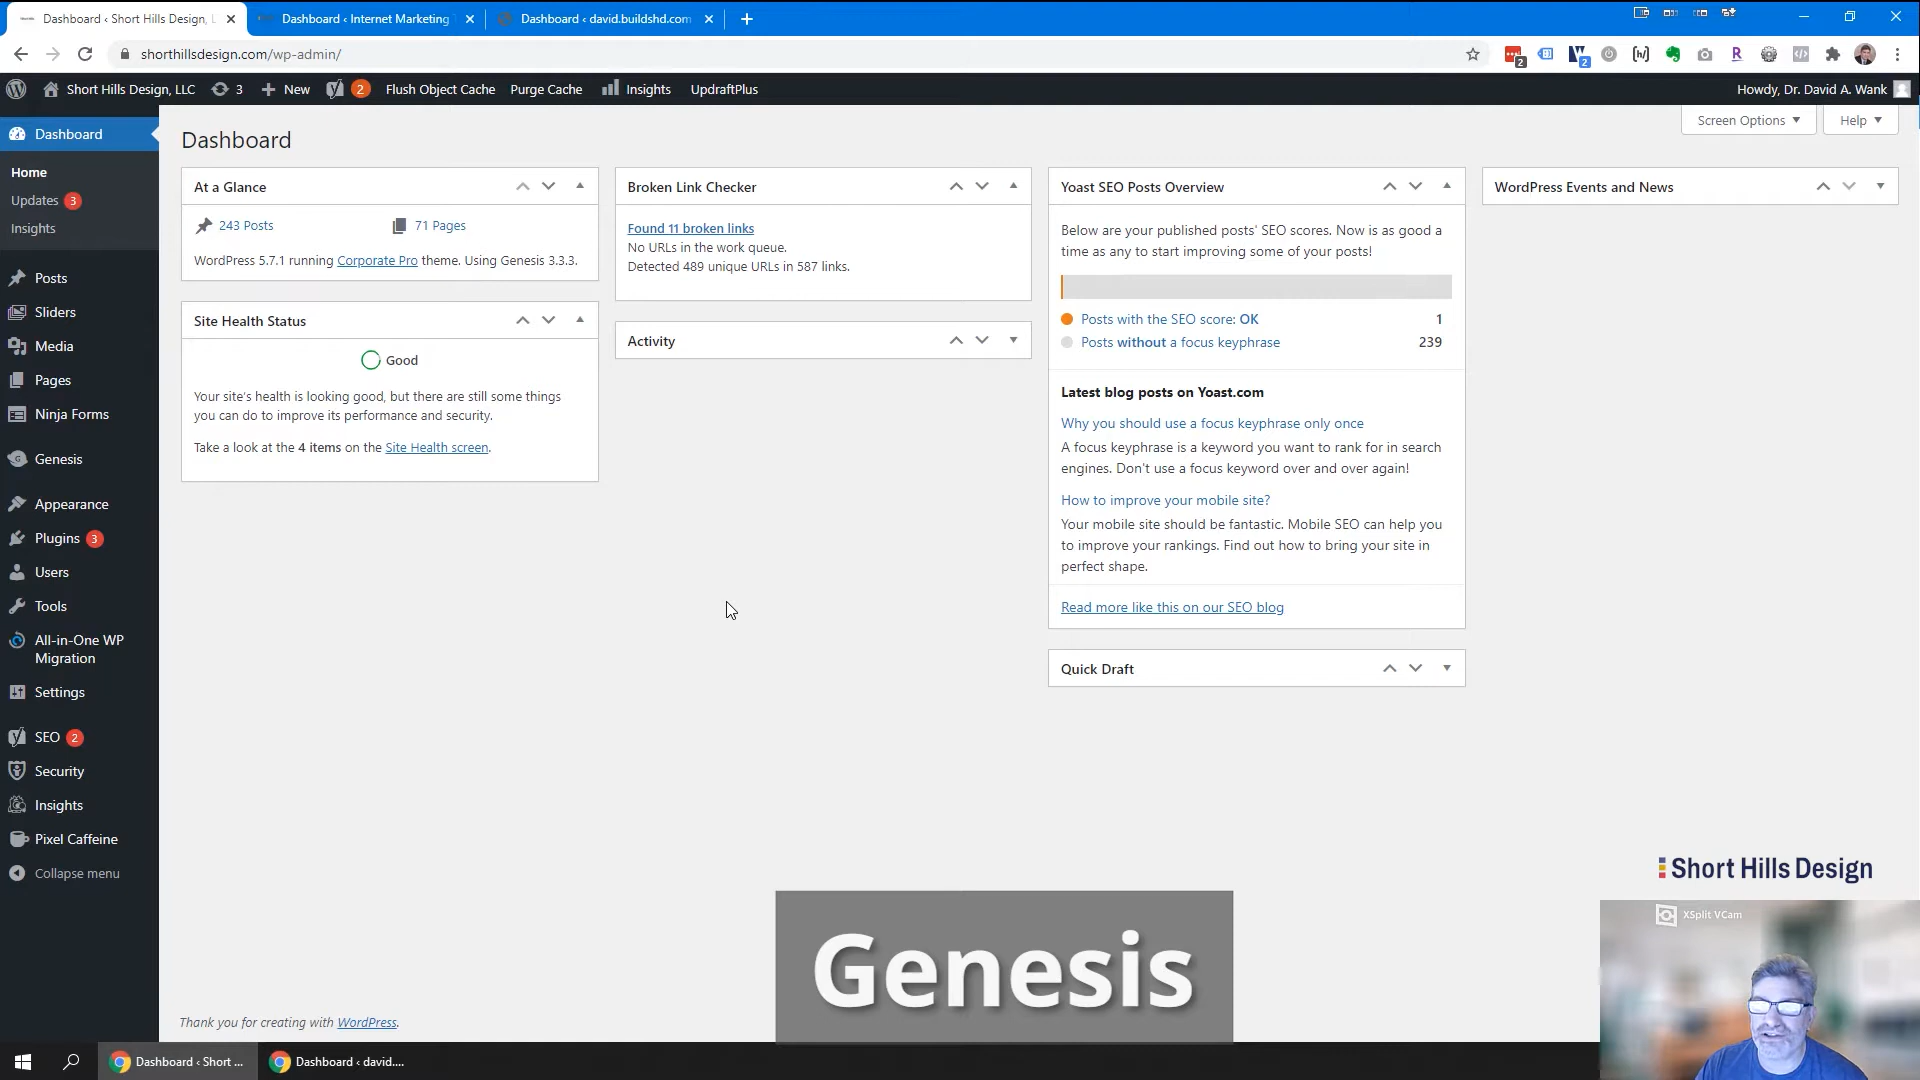 Dashboard ‹ Short Hills Design, L
Dashboard ‹ Internet Marketing
Dashboard ‹ david.buildshd.com
shorthillsdesign.com/wp-admin/
2
2
Short Hills Design, LLC
3
New
2
Flush Object Cache
Purge Cache
Insights
UpdraftPlus
Howdy, Dr. David A. Wank
Dashboard
Home
Updates 3
Insights
Posts
Sliders
Media
Pages
Ninja Forms
Genesis
Appearance
Plugins 3
Users
Tools
All-in-One WP
Migration
Settings
SEO 2
Security
Insights
Pixel Caffeine
Collapse menu
Dashboard
Screen Options
Help
At a Glance
243 Posts
71 Pages
WordPress 5.7.1 running Corporate Pro theme. Using Genesis 3.3.3.
Site Health Status
Good
Your site's health is looking good, but there are still some things
you can do to improve its performance and security.
Take a look at the 4 items on the Site Health screen.
Broken Link Checker
Found 11 broken links
No URLs in the work queue.
Detected 489 unique URLs in 587 links.
Activity
Yoast SEO Posts Overview
Below are your published posts' SEO scores. Now is as good a
time as any to start improving some of your posts!
Posts with the SEO score: OK 1
Posts without a focus keyphrase 239
Latest blog posts on Yoast.com
Why you should use a focus keyphrase only once
A focus keyphrase is a keyword you want to rank for in search
engines. Don't use a focus keyword over and over again!
How to improve your mobile site?
Your mobile site should be fantastic. Mobile SEO can help you
to improve your rankings. Find out how to bring your site in
perfect shape.
Read more like this on our SEO blog
Quick Draft
WordPress Events and News
Short Hills Design
XSplit VCam
Genesis
Thank you for creating with WordPress.
Dashboard ‹ Short ...
Dashboard ‹ david....